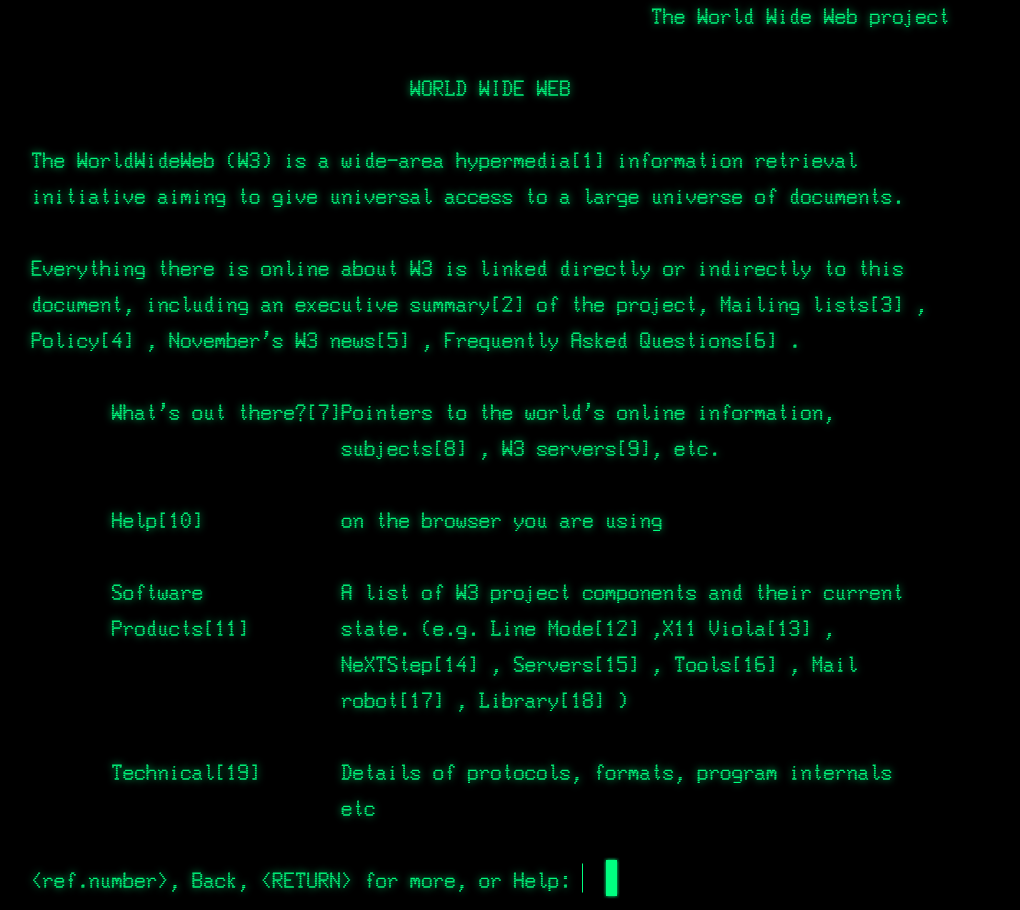 The World Wide Web project
WORLD WIDE WEB
The WorldWideWeb (W3) is a wide-area hypermedia[1] information retrieval
initiative aiming to give universal access to a large universe of documents.
Everything there is online about W3 is linked directly or indirectly to this
document, including an executive summary[2] of the project, Mailing lists[3] ,
Policy[4] , November's W3 news[5] , Frequently Asked Questions[6] .
What's out there?[7]Pointers to the world's online information,
subjects[8] , W3 servers[9], etc.
Help[10] on the browser you are using
Software A list of W3 project components and their current
Products[11] state. (e.g. Line Mode[12] ,X11 Viola[13] ,
NeXTStep[14] , Servers[15] , Tools[16] , Mail
robot[17] , Library[18] )
Technical[19] Details of protocols, formats, program internals
etc
<ref.number>, Back, <RETURN> for more, or Help: